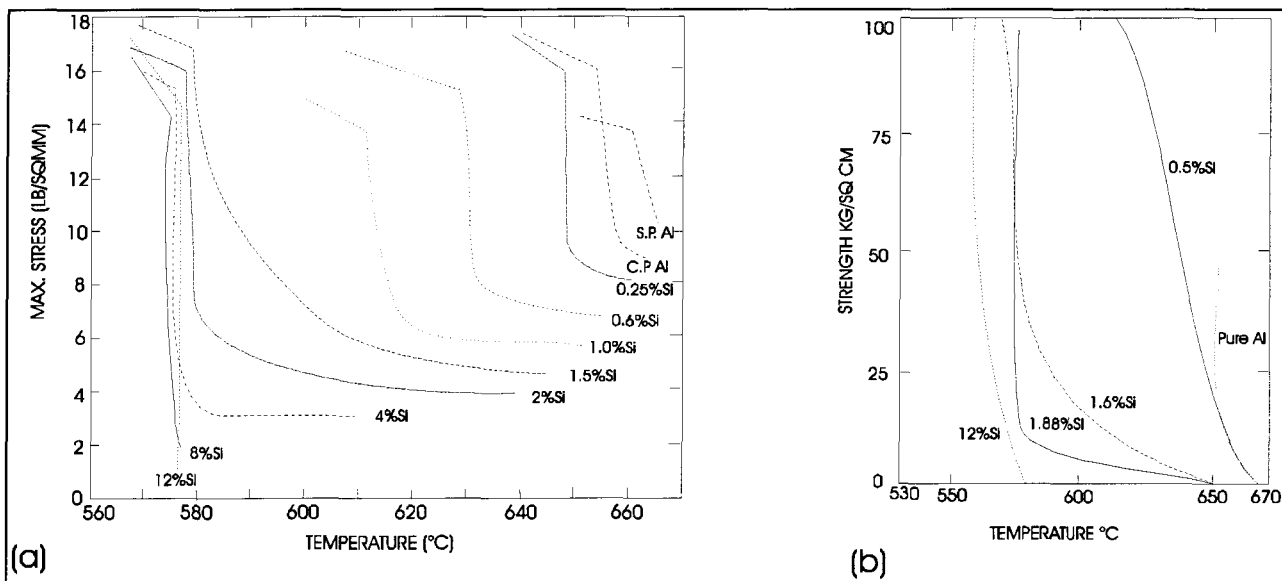 18
16
14
12
10
8
6
4
2
0
MAX. STRESS (LB/SQMM)
S.P. Al
C.P Al
0.25%Si
0.6%Si
1.0%Si
1.5%Si
2%Si
4%Si
8%Si
12%Si
560 580 600 620 640 660
TEMPERATURE (°C)
(a)
100
75
50
25
0
STRENGTH KG/SQ CM
0.5%Si
Pure Al
1.6%Si
1.88%Si
12%Si
530 550 600 650 670
TEMPERATURE °C
(b)